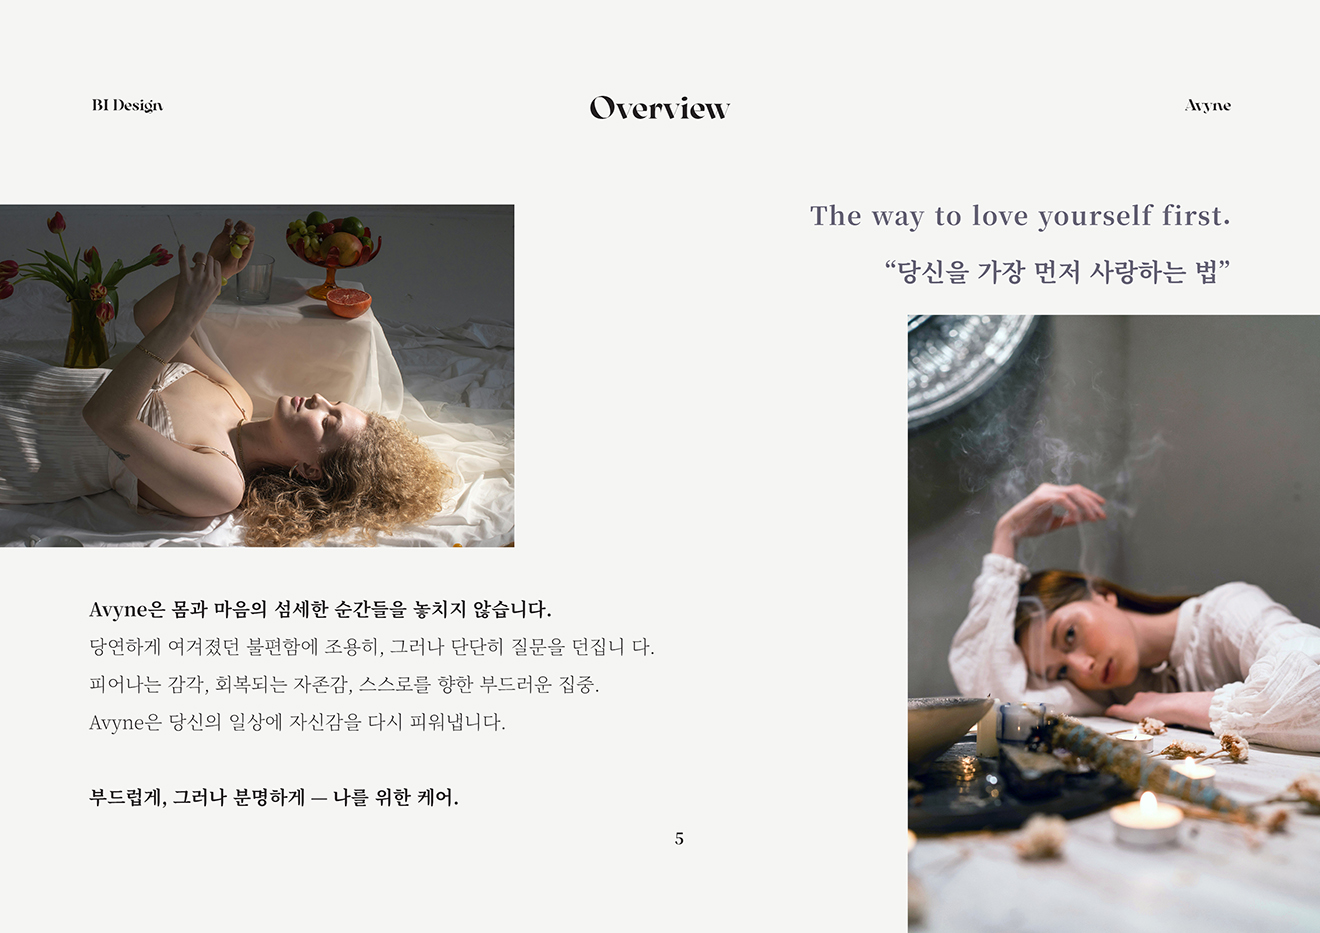 BI Design
Overview
Avyne
The way to love yourself first.
“당신을 가장 먼저 사랑하는 법”
Avyne은 몸과 마음의 섬세한 순간들을 놓치지 않습니다.
당연하게 여겨졌던 불편함에 조용히, 그러나 단단히 질문을 던집니 다.
피어나는 감각, 회복되는 자존감, 스스로를 향한 부드러운 집중.
Avyne은 당신의 일상에 자신감을 다시 피워냅니다.
부드럽게, 그러나 분명하게 — 나를 위한 케어.
5